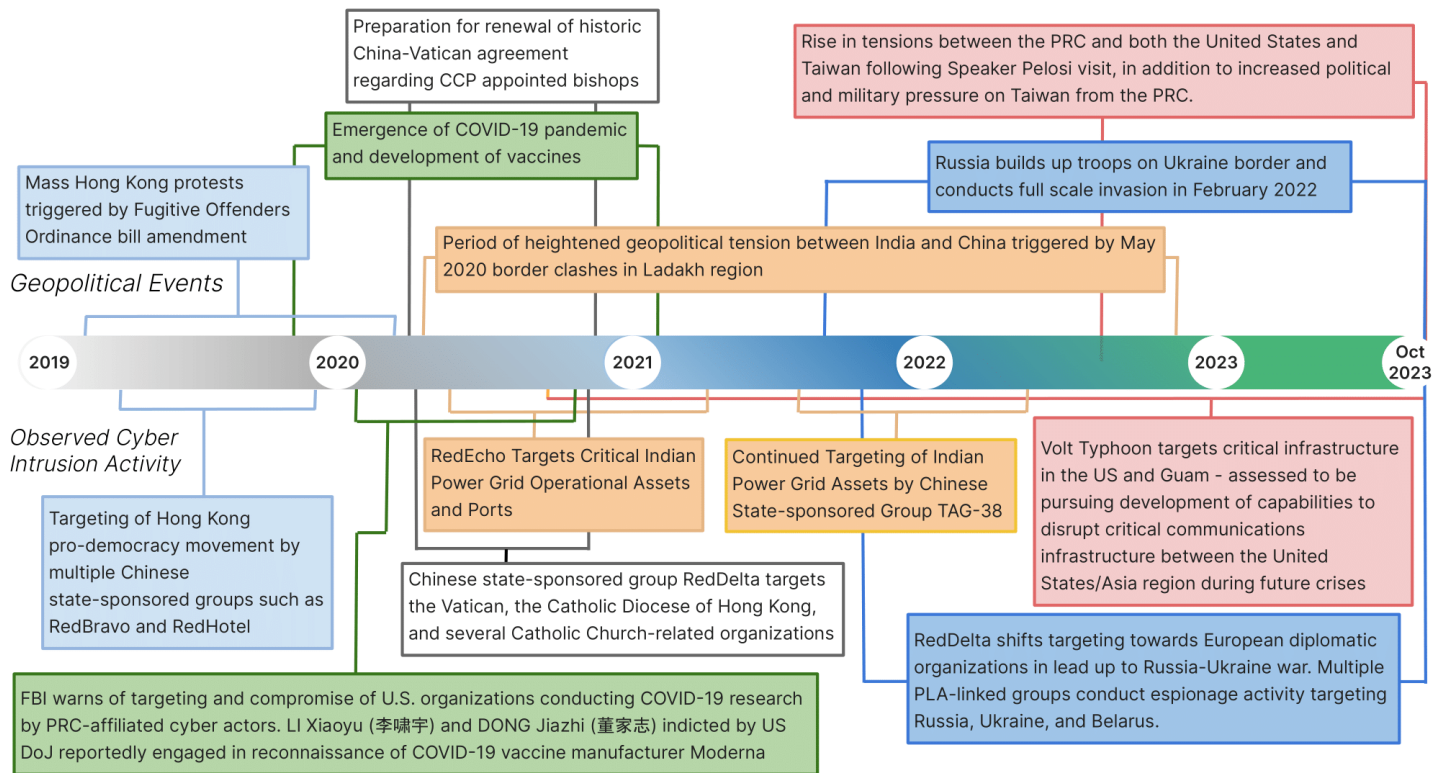 Preparation for renewal of historic
China-Vatican agreement
regarding CCP appointed bishops
Rise in tensions between the PRC and both the United States and
Taiwan following Speaker Pelosi visit, in addition to increased political
and military pressure on Taiwan from the PRC.
Emergence of COVID-19 pandemic
and development of vaccines
Russia builds up troops on Ukraine border and
conducts full scale invasion in February 2022
Mass Hong Kong protests
triggered by Fugitive Offenders
Ordinance bill amendment
Period of heightened geopolitical tension between India and China triggered by May
2020 border clashes in Ladakh region
Geopolitical Events
2019
2020
2021
2022
2023
Oct
2023
Observed Cyber
Intrusion Activity
RedEcho Targets Critical Indian
Power Grid Operational Assets
and Ports
Continued Targeting of Indian
Power Grid Assets by Chinese
State-sponsored Group TAG-38
Volt Typhoon targets critical infrastructure
in the US and Guam - assessed to be
pursuing development of capabilities to
disrupt critical communications
infrastructure between the United
States/Asia region during future crises
Targeting of Hong Kong
pro-democracy movement by
multiple Chinese
state-sponsored groups such as
RedBravo and RedHotel
Chinese state-sponsored group RedDelta targets
the Vatican, the Catholic Diocese of Hong Kong,
and several Catholic Church-related organizations
RedDelta shifts targeting towards European diplomatic
organizations in lead up to Russia-Ukraine war. Multiple
PLA-linked groups conduct espionage activity targeting
Russia, Ukraine, and Belarus.
FBI warns of targeting and compromise of U.S. organizations conducting COVID-19 research
by PRC-affiliated cyber actors. LI Xiaoyu (李啸宇) and DONG Jiazhi (董家志) indicted by US
DoJ reportedly engaged in reconnaissance of COVID-19 vaccine manufacturer Moderna